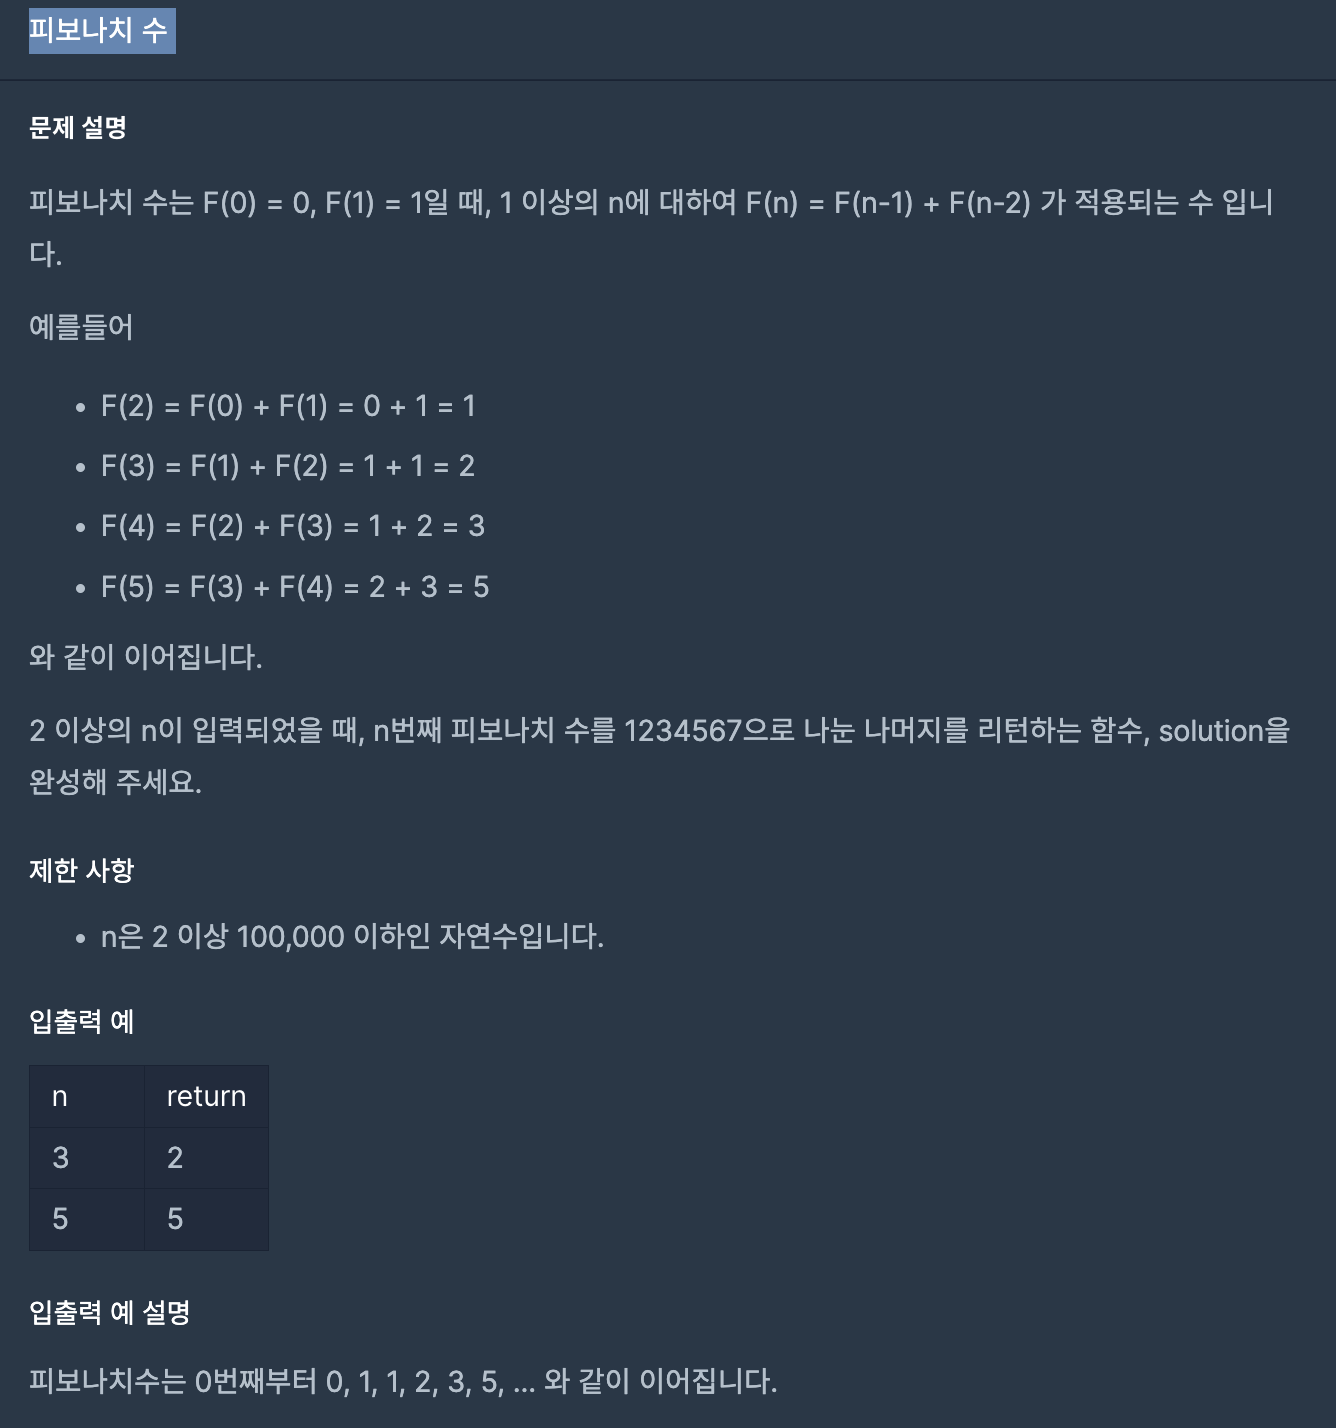 피보나치 수
문제 설명
피보나치 수는 F(0) = 0, F(1) = 1일 때, 1 이상의 n에 대하여 F(n) = F(n-1) + F(n-2) 가 적용되는 수 입니
다.
예를들어
• F(2) = F(0) + F(1) = 0 + 1 = 1
• F(3) = F(1) + F(2) = 1 + 1 = 2
• F(4) = F(2) + F(3) = 1 + 2 = 3
• F(5) = F(3) + F(4) = 2 + 3 = 5
와 같이 이어집니다.
2 이상의 n이 입력되었을 때, n번째 피보나치 수를 1234567으로 나눈 나머지를 리턴하는 함수, solution을
완성해 주세요.
제한 사항
• n은 2 이상 100,000 이하인 자연수입니다.
입출력 예
n return
3 2
5 5
입출력 예 설명
피보나치수는 0번째부터 0, 1, 1, 2, 3, 5, ... 와 같이 이어집니다.